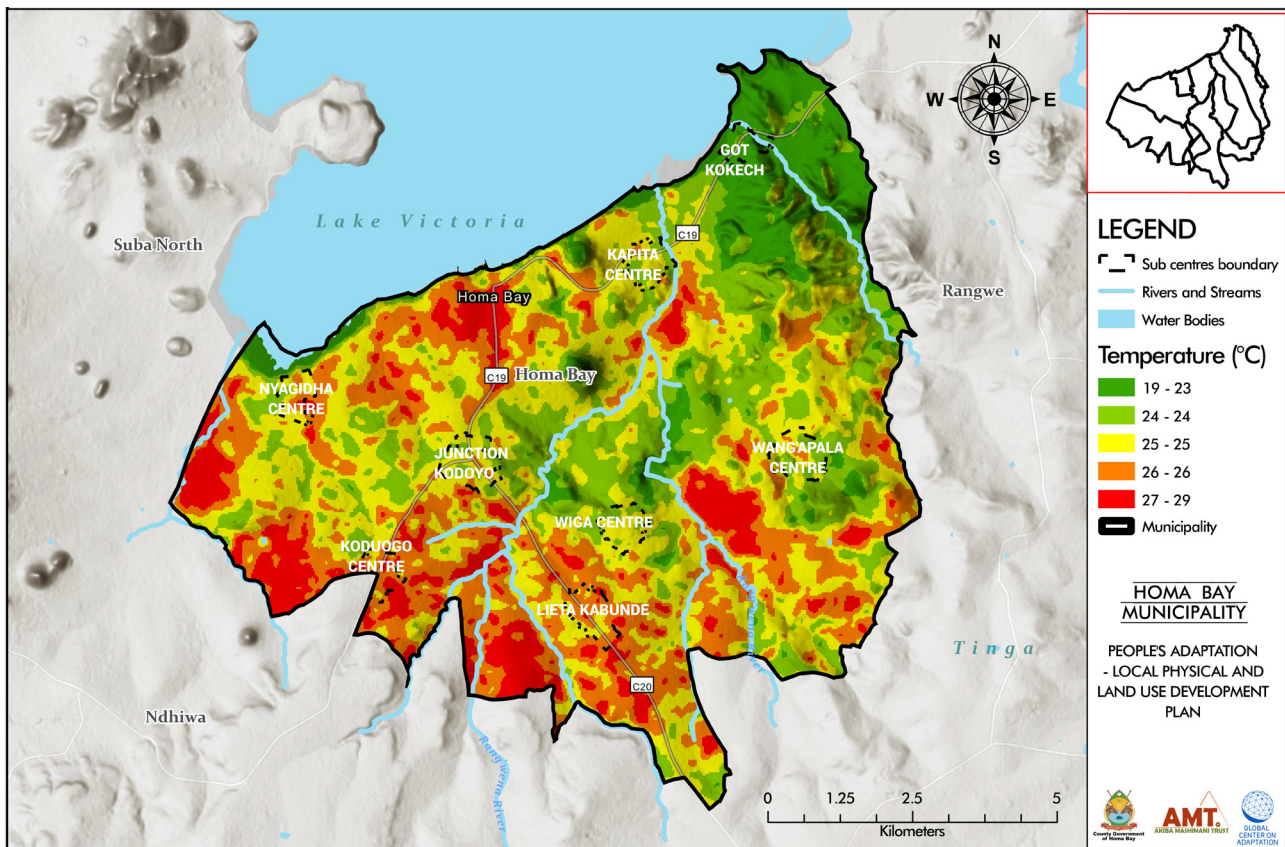 N
W
E
S
GOT
KOKECH
Lake Victoria
Suba North
C19
KAPITA
CENTRE
Rangwe
Homa Bay
C19
Homa Bay
NYAGIDHA
CENTRE
JUNCTION
KODOYO
WANG'APALA
CENTRE
WIGA CENTRE
KODUOGO
CENTRE
LIETA KABUNDE
Tinga
C20
Ndhiwa
Rangwena River
River
0
1.25
2.5
5
Kilometers
LEGEND
Sub centres boundary
Rivers and Streams
Water Bodies
Temperature (°C)
19 - 23
24 - 24
25 - 25
26 - 26
27 - 29
Municipality
HOMA BAY
MUNICIPALITY
PEOPLE'S ADAPTATION
- LOCAL PHYSICAL AND
LAND USE DEVELOPMENT
PLAN
County Government
of Homa Bay
AMT.
AKIBA MASHINANI TRUST
GLOBAL
CENTER ON
ADAPTATION